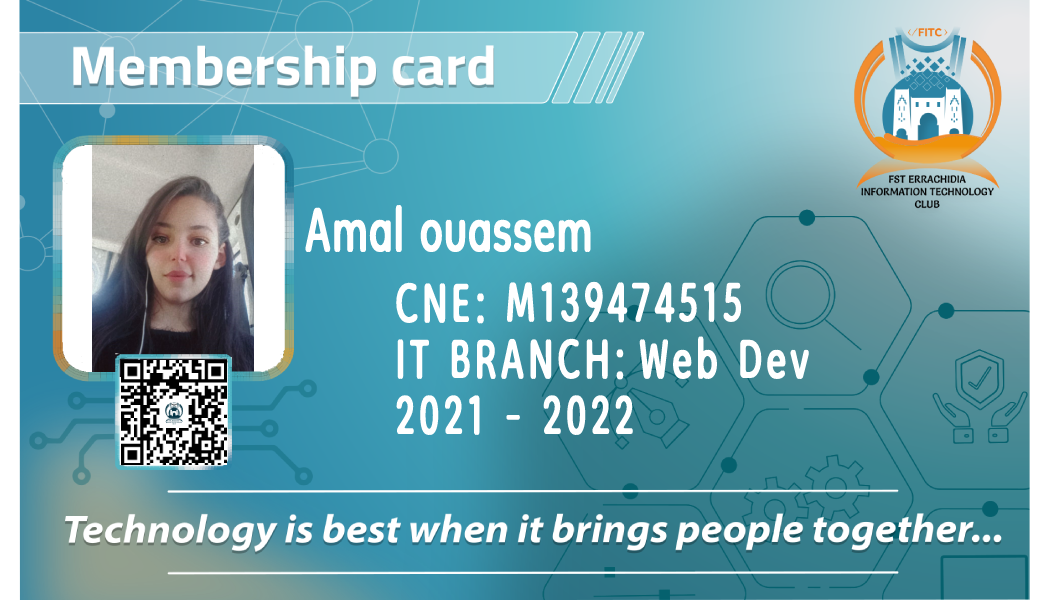 Membership card
</FITC>
FST ERRACHIDIA
INFORMATION TECHNOLOGY
CLUB
Amal ouassem
CNE: M139474515
IT BRANCH: Web Dev
2021 - 2022
Technology is best when it brings people together...